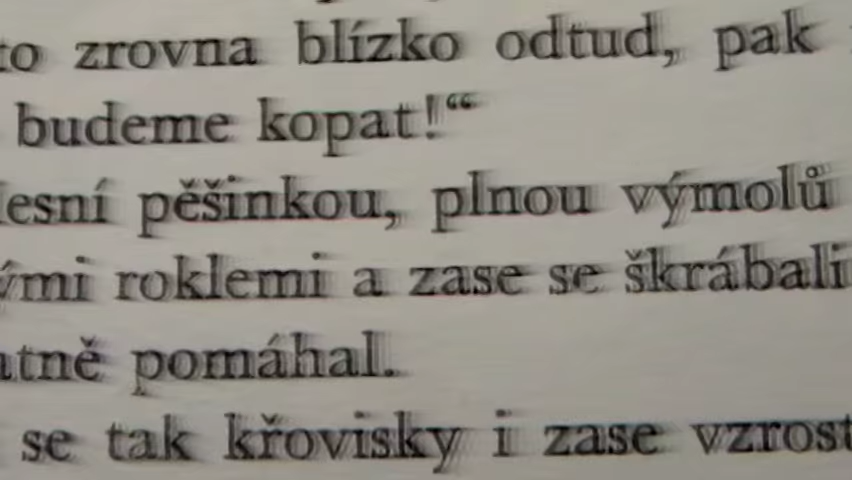 to zrovna blízko odtud, pak
budeme kopat!“
lesní pěšinkou, plnou výmolů
ými roklemi a zase se škrábali
atně pomáhal.
se tak křovisky i zase vzrost